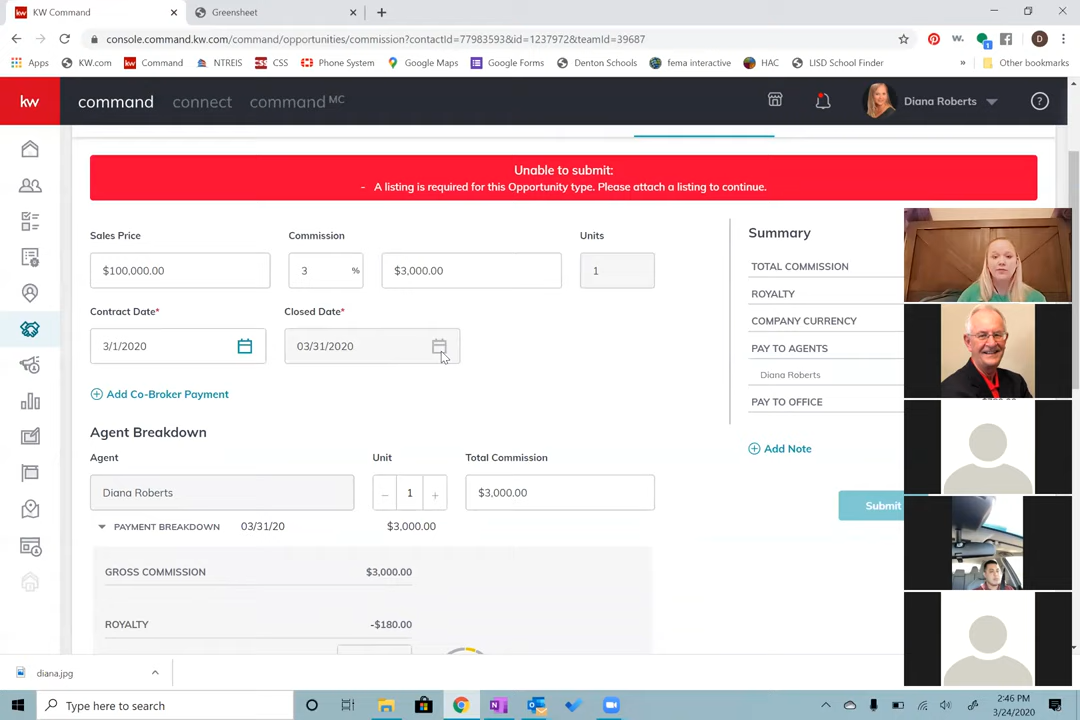 KW Command
Greensheet
console.command.kw.com/command/opportunities/commission?contactId=77983593&id=1237972&teamId=39687
W.
1
D
Apps
KW.com
Command
NTREIS
CSS
Phone System
Google Maps
Google Forms
Denton Schools
fema interactive
HAC
LISD School Finder
»
Other bookmarks
kw
command
connect
command MC
Diana Roberts
?
Unable to submit:
- A listing is required for this Opportunity type. Please attach a listing to continue.
Sales Price
Commission
Units
$100,000.00
3 %
$3,000.00
1
Contract Date*
Closed Date*
3/1/2020
03/31/2020
Add Co-Broker Payment
Agent Breakdown
Agent
Unit
Total Commission
Diana Roberts
1
$3,000.00
PAYMENT BREAKDOWN
03/31/20
$3,000.00
GROSS COMMISSION
$3,000.00
ROYALTY
-$180.00
Summary
TOTAL COMMISSION
ROYALTY
COMPANY CURRENCY
PAY TO AGENTS
Diana Roberts
PAY TO OFFICE
Add Note
Submit
diana.jpg
Type here to search
2:46 PM
3/24/2020